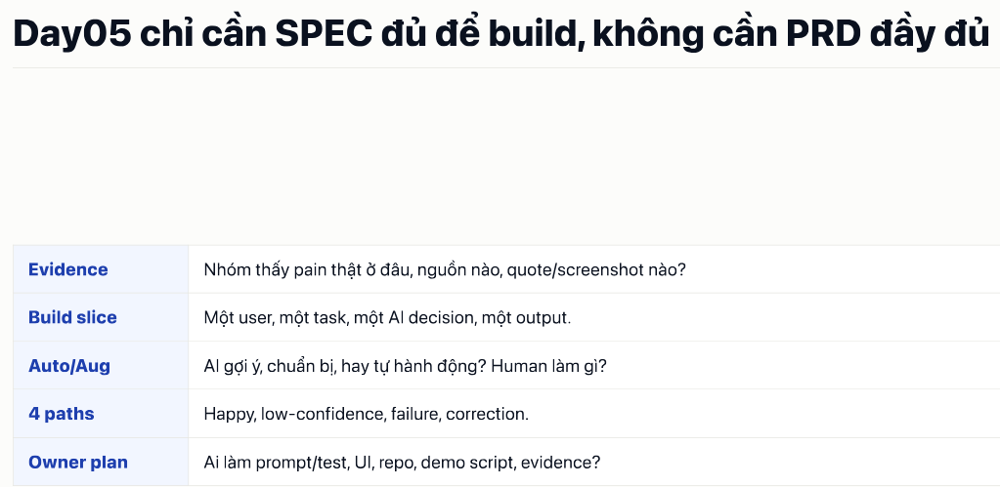 Day05 chỉ cần SPEC đủ để build, không cần PRD đầy đủ
Evidence Nhóm thấy pain thật ở đâu, nguồn nào, quote/screenshot nào?
Build slice Một user, một task, một AI decision, một output.
Auto/Aug AI gợi ý, chuẩn bị, hay tự hành động? Human làm gì?
4 paths Happy, low-confidence, failure, correction.
Owner plan Ai làm prompt/test, UI, repo, demo script, evidence?